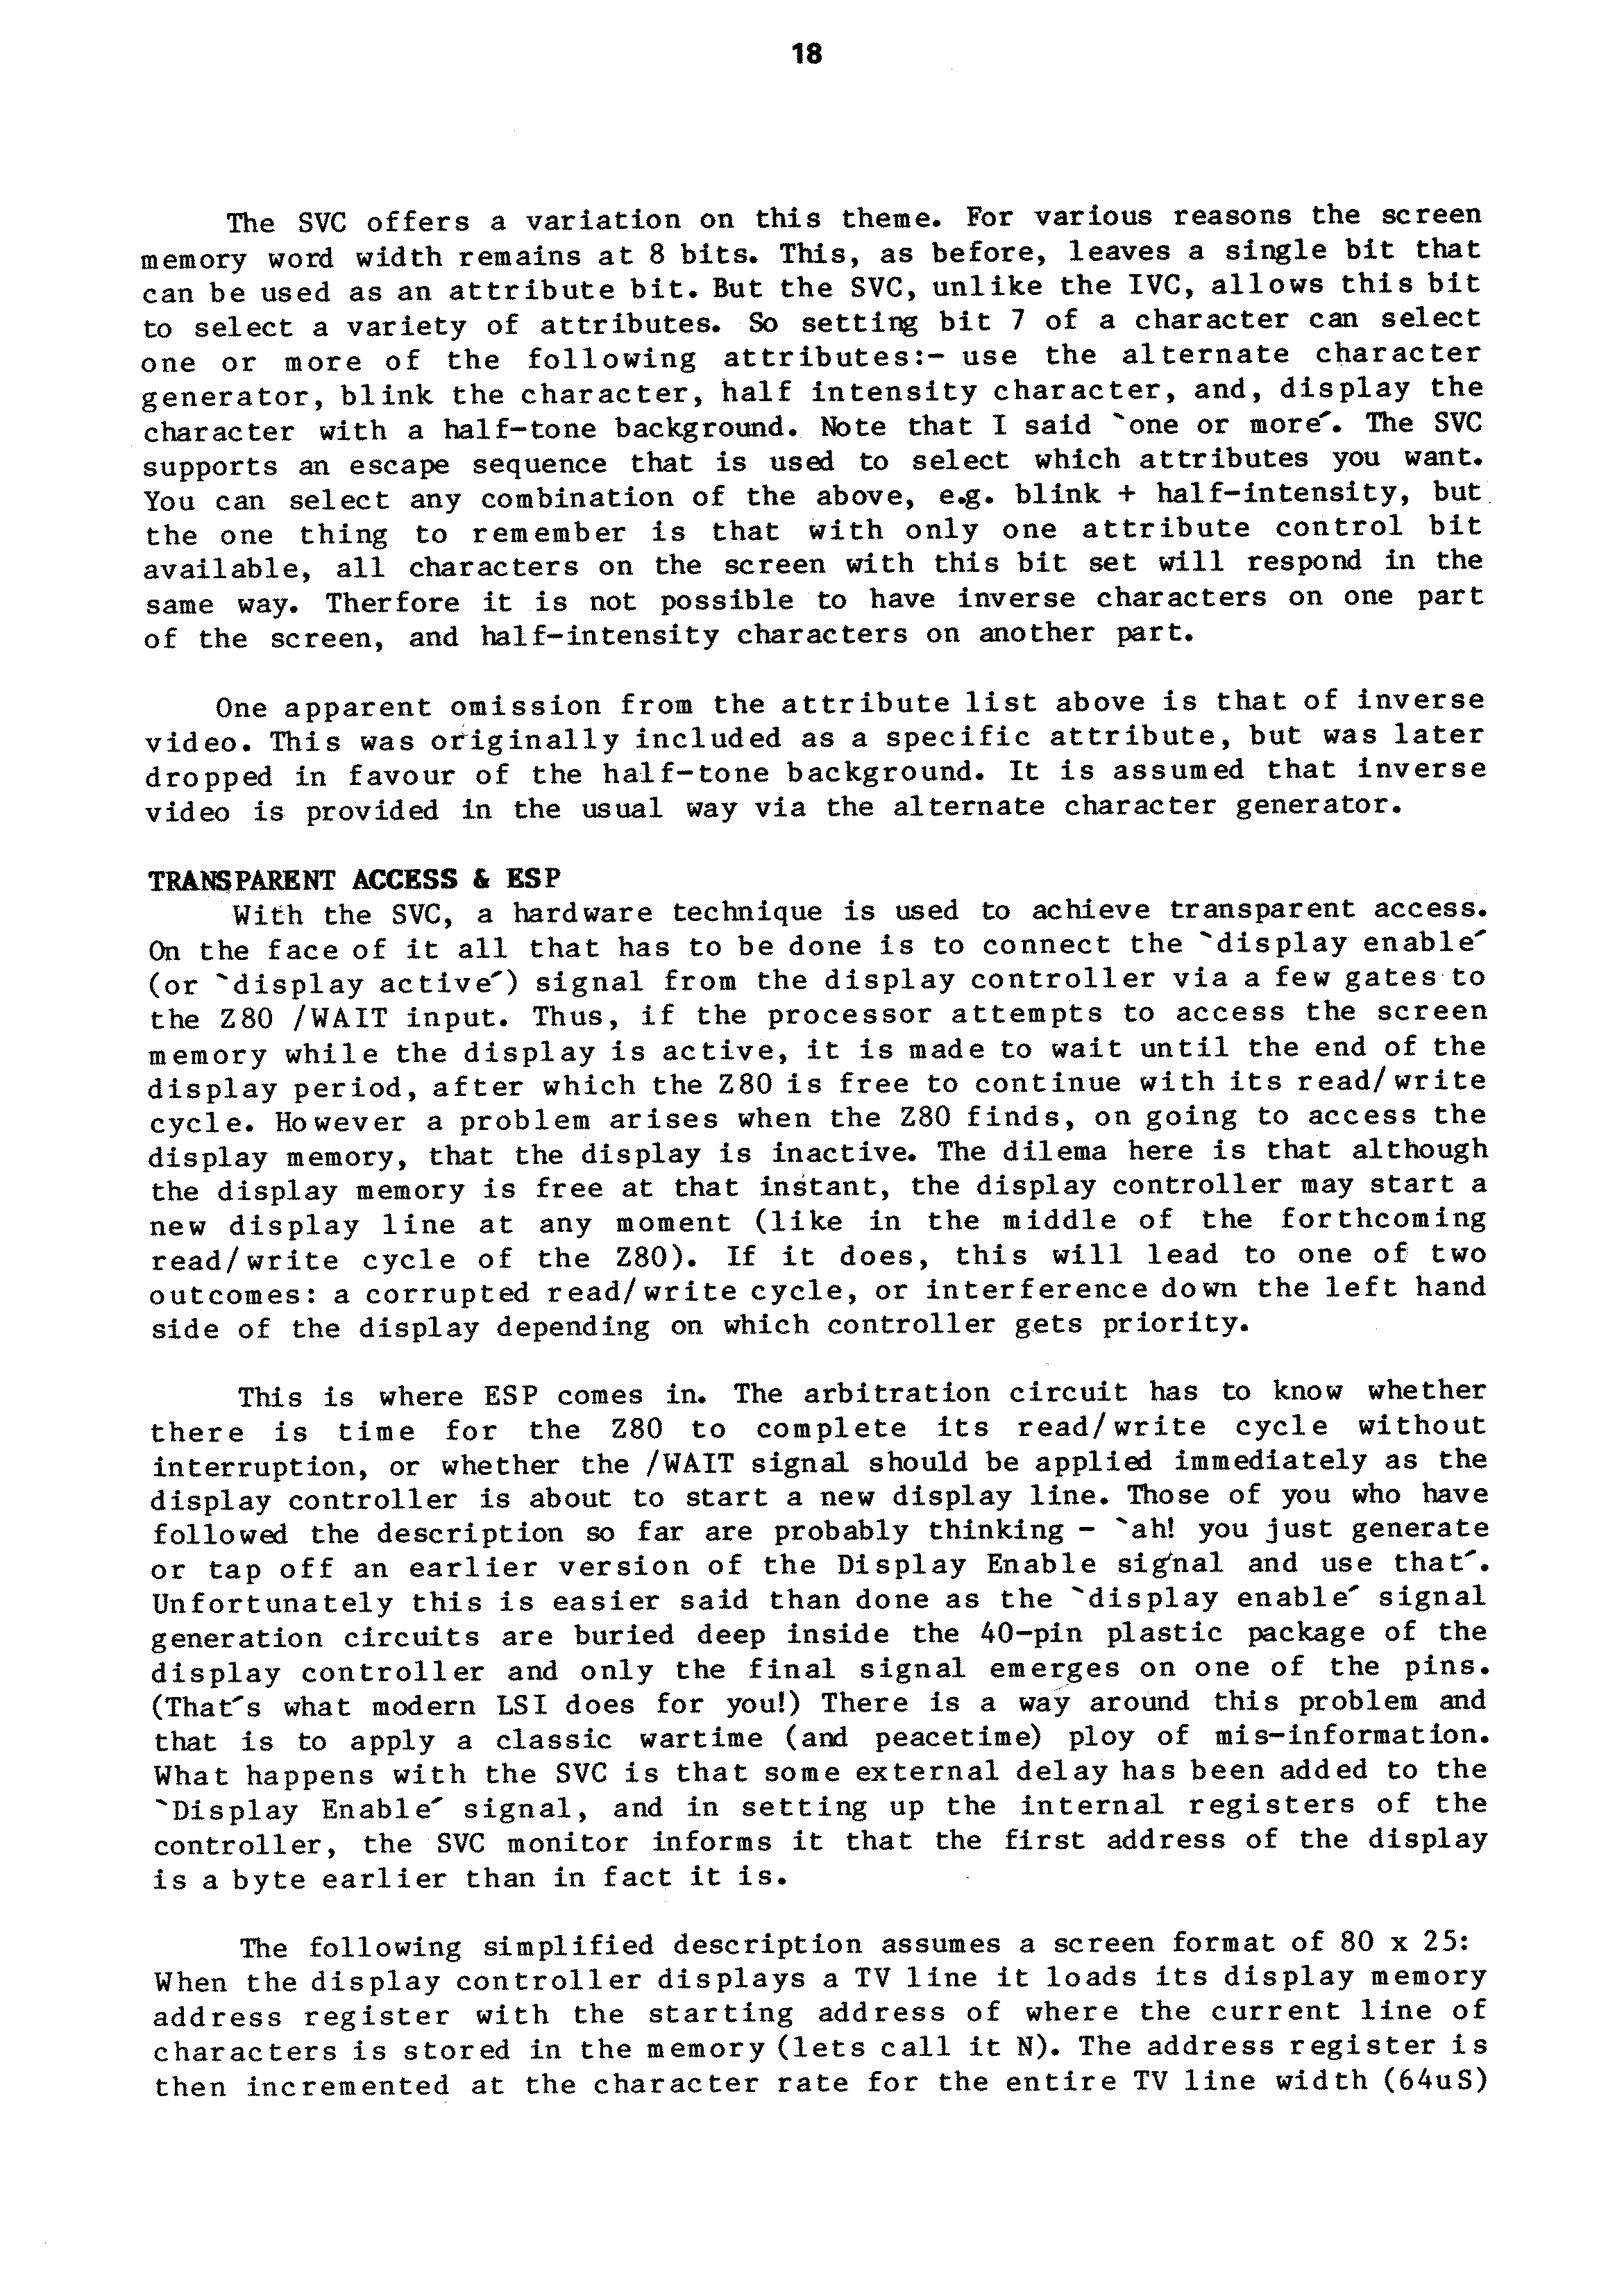 18
The SVC offers a variation on this theme. For various reasons the screen
memory word width remains at 8 bits. This, as before, leaves a single bit that
can be used as an attribute bit. But the SVC, unlike the IVC, allows this bit
to select a variety of attributes. So setting bit 7 of a character can select
one or more of the following attributes:- use the alternate character
generator, blink the character, half intensity character, and, display the
character with a half-tone background. Note that I said `one or more´. The SVC
supports an escape sequence that is used to select which attributes you want.
You can select any combination of the above, e.g. blink + half-intensity, but
the one thing to remember is that with only one attribute control bit
available, all characters on the screen with this bit set will respond in the
same way. Therfore it is not possible to have inverse characters on one part
of the screen, and half-intensity characters on another part.
One apparent omission from the attribute list above is that of inverse
video. This was originally included as a specific attribute, but was later
dropped in favour of the half-tone background. It is assumed that inverse
video is provided in the usual way via the alternate character generator.
TRANSPARENT ACCESS & ESP
With the SVC, a hardware technique is used to achieve transparent access.
On the face of it all that has to be done is to connect the `display enable´
(or `display active´) signal from the display controller via a few gates to
the Z80 /WAIT input. Thus, if the processor attempts to access the screen
memory while the display is active, it is made to wait until the end of the
display period, after which the Z80 is free to continue with its read/write
cycle. However a problem arises when the Z80 finds, on going to access the
display memory, that the display is inactive. The dilema here is that although
the display memory is free at that instant, the display controller may start a
new display line at any moment (like in the middle of the forthcoming
read/write cycle of the Z80). If it does, this will lead to one of two
outcomes: a corrupted read/write cycle, or interference down the left hand
side of the display depending on which controller gets priority.
This is where ESP comes in. The arbitration circuit has to know whether
there is time for the Z80 to complete its read/write cycle without
interruption, or whether the /WAIT signal should be applied immediately as the
display controller is about to start a new display line. Those of you who have
followed the description so far are probably thinking - `ah! you just generate
or tap off an earlier version of the Display Enable signal and use that´.
Unfortunately this is easier said than done as the `display enable´ signal
generation circuits are buried deep inside the 40-pin plastic package of the
display controller and only the final signal emerges on one of the pins.
(That´s what modern LSI does for you!) There is a way around this problem and
that is to apply a classic wartime (and peacetime) ploy of mis-information.
What happens with the SVC is that some external delay has been added to the
`Display Enable´ signal, and in setting up the internal registers of the
controller, the SVC monitor informs it that the first address of the display
is a byte earlier than in fact it is.
The following simplified description assumes a screen format of 80 x 25:
When the display controller displays a TV line it loads its display memory
address register with the starting address of where the current line of
characters is stored in the memory (lets call it N). The address register is
then incremented at the character rate for the entire TV line width (64uS)